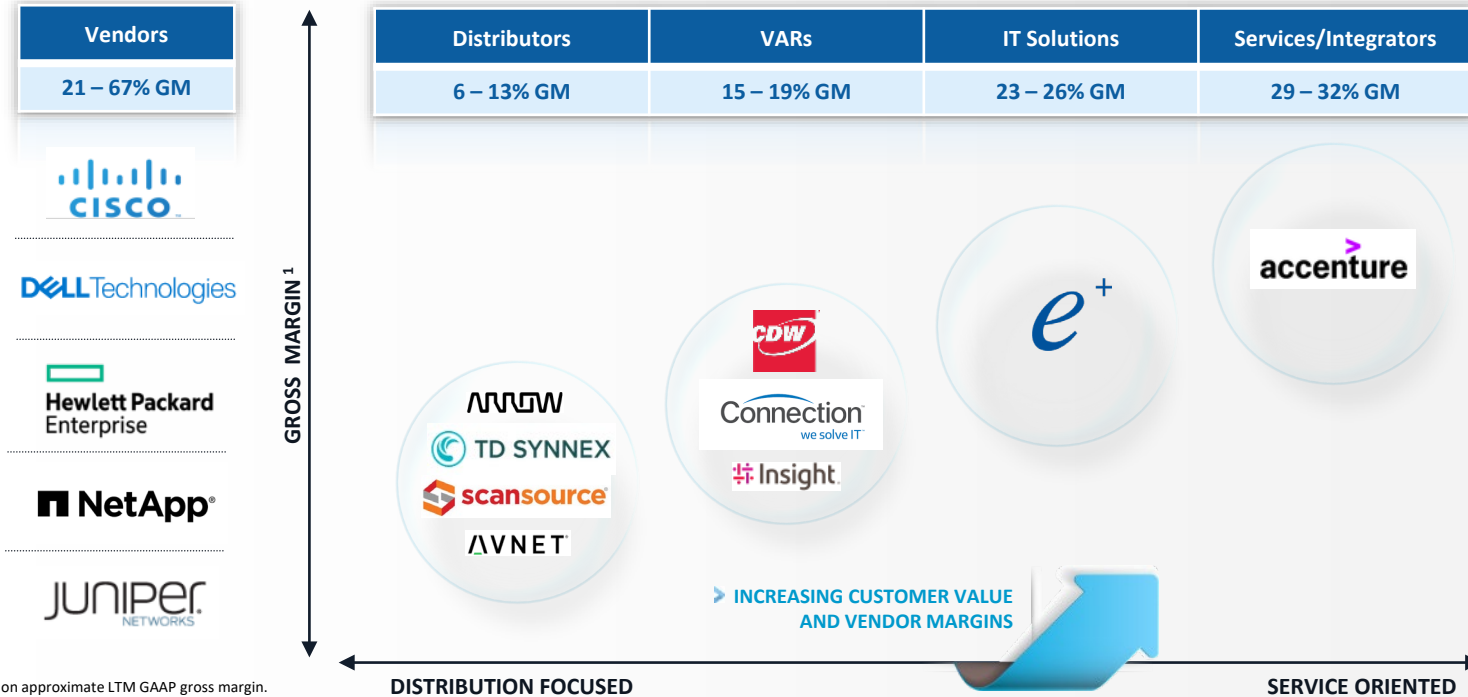 Vendors
21 – 67% GM
CISCO
DELLTechnologies
Hewlett Packard
Enterprise
NetApp®
JUNIPER
NETWORKS
GROSS MARGIN 1
Distributors
VARs
IT Solutions
Services/Integrators
6 – 13% GM
15 – 19% GM
23 – 26% GM
29 – 32% GM
ARROW
TD SYNNEX
scansource
AVNET
CDW
Connection
we solve IT
Insight.
e+
accenture
INCREASING CUSTOMER VALUE
AND VENDOR MARGINS
DISTRIBUTION FOCUSED
SERVICE ORIENTED
on approximate LTM GAAP gross margin.